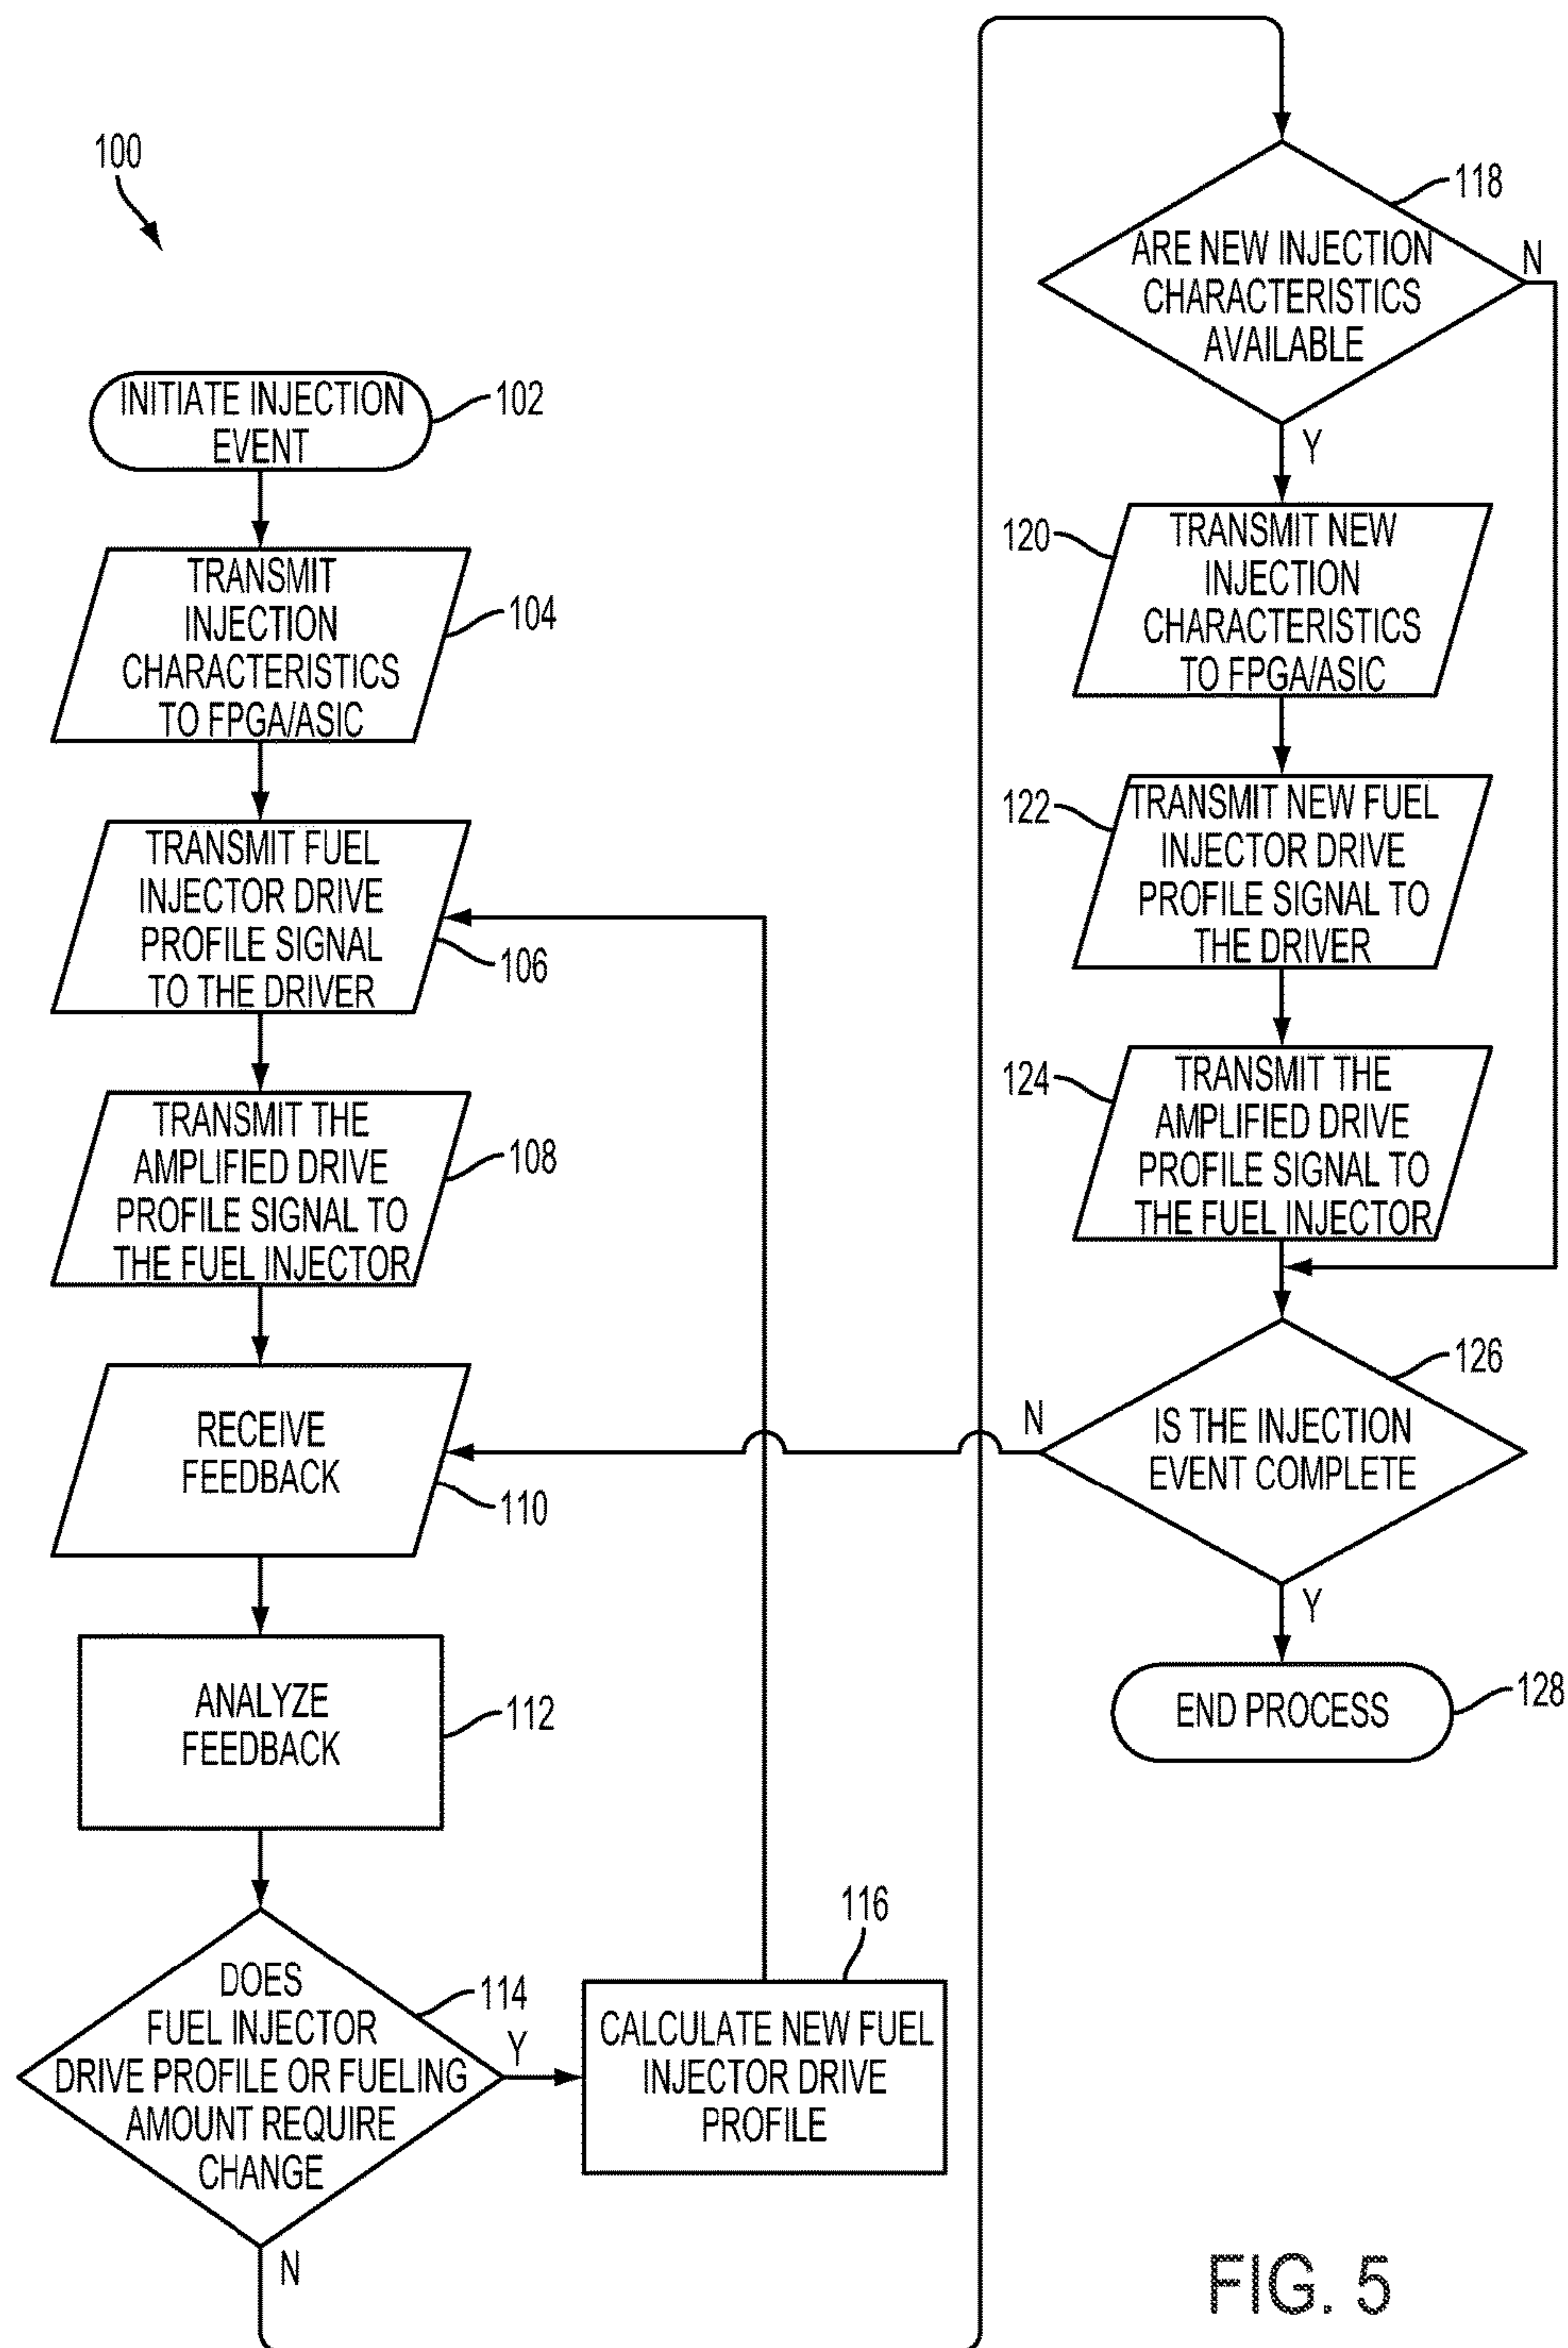 100
INITIATE INJECTION
EVENT
102
TRANSMIT
INJECTION
CHARACTERISTICS
TO FPGA/ASIC
104
TRANSMIT FUEL
INJECTOR DRIVE
PROFILE SIGNAL
TO THE DRIVER
106
TRANSMIT THE
AMPLIFIED DRIVE
PROFILE SIGNAL TO
THE FUEL INJECTOR
108
RECEIVE
FEEDBACK
110
ANALYZE
FEEDBACK
112
DOES
FUEL INJECTOR
DRIVE PROFILE OR FUELING
AMOUNT REQUIRE
CHANGE
114
Y
N
116
CALCULATE NEW FUEL
INJECTOR DRIVE
PROFILE
118
ARE NEW INJECTION
CHARACTERISTICS
AVAILABLE
N
Y
120
TRANSMIT NEW
INJECTION
CHARACTERISTICS
TO FPGA/ASIC
122
TRANSMIT NEW FUEL
INJECTOR DRIVE
PROFILE SIGNAL TO
THE DRIVER
124
TRANSMIT THE
AMPLIFIED DRIVE
PROFILE SIGNAL TO
THE FUEL INJECTOR
126
N
IS THE INJECTION
EVENT COMPLETE
Y
END PROCESS
128
FIG. 5